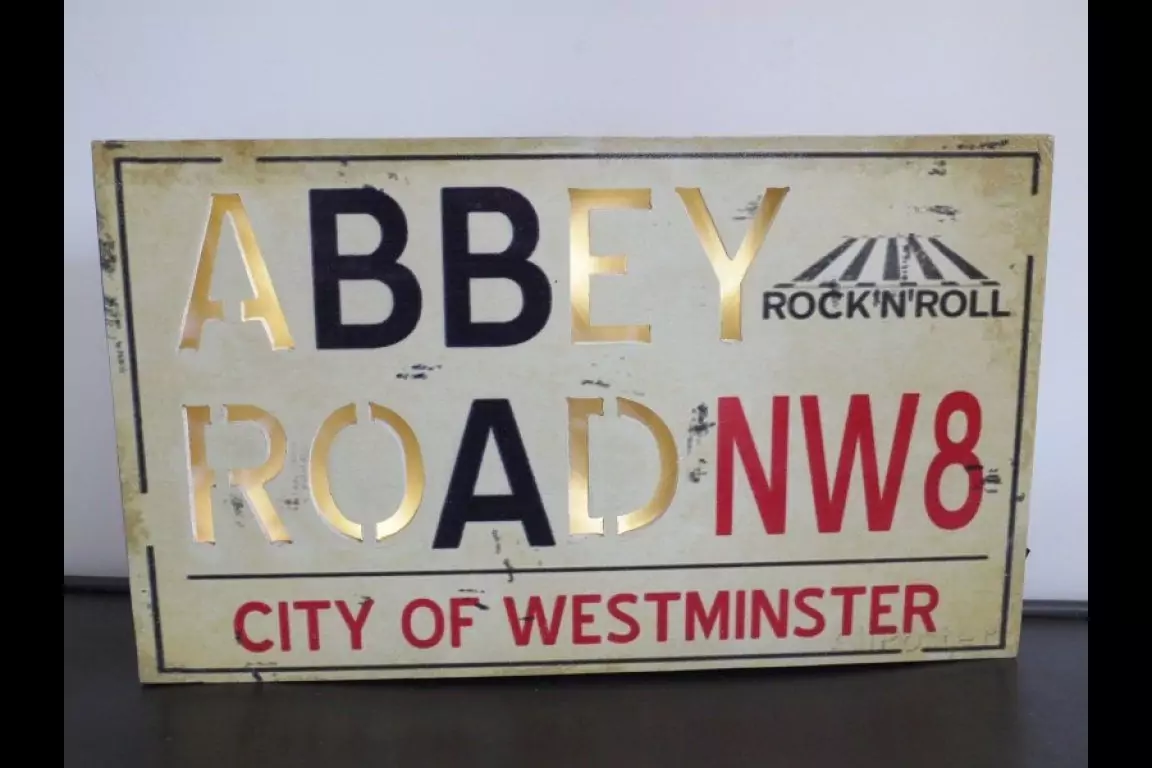 ABBEY
ROCK'N'ROLL
ROAD NW8
CITY OF WESTMINSTER